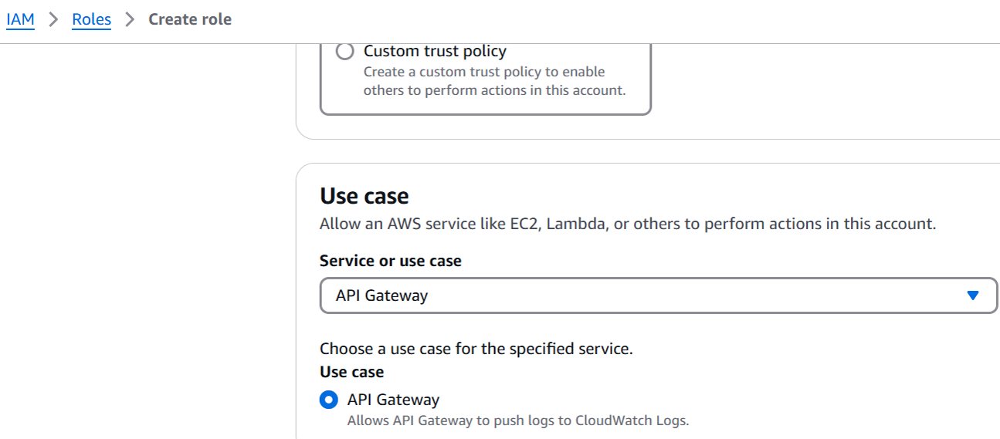 IAM > Roles > Create role
Custom trust policy
Create a custom trust policy to enable
others to perform actions in this account.
Use case
Allow an AWS service like EC2, Lambda, or others to perform actions in this account.
Service or use case
API Gateway
Choose a use case for the specified service.
Use case
API Gateway
Allows API Gateway to push logs to CloudWatch Logs.